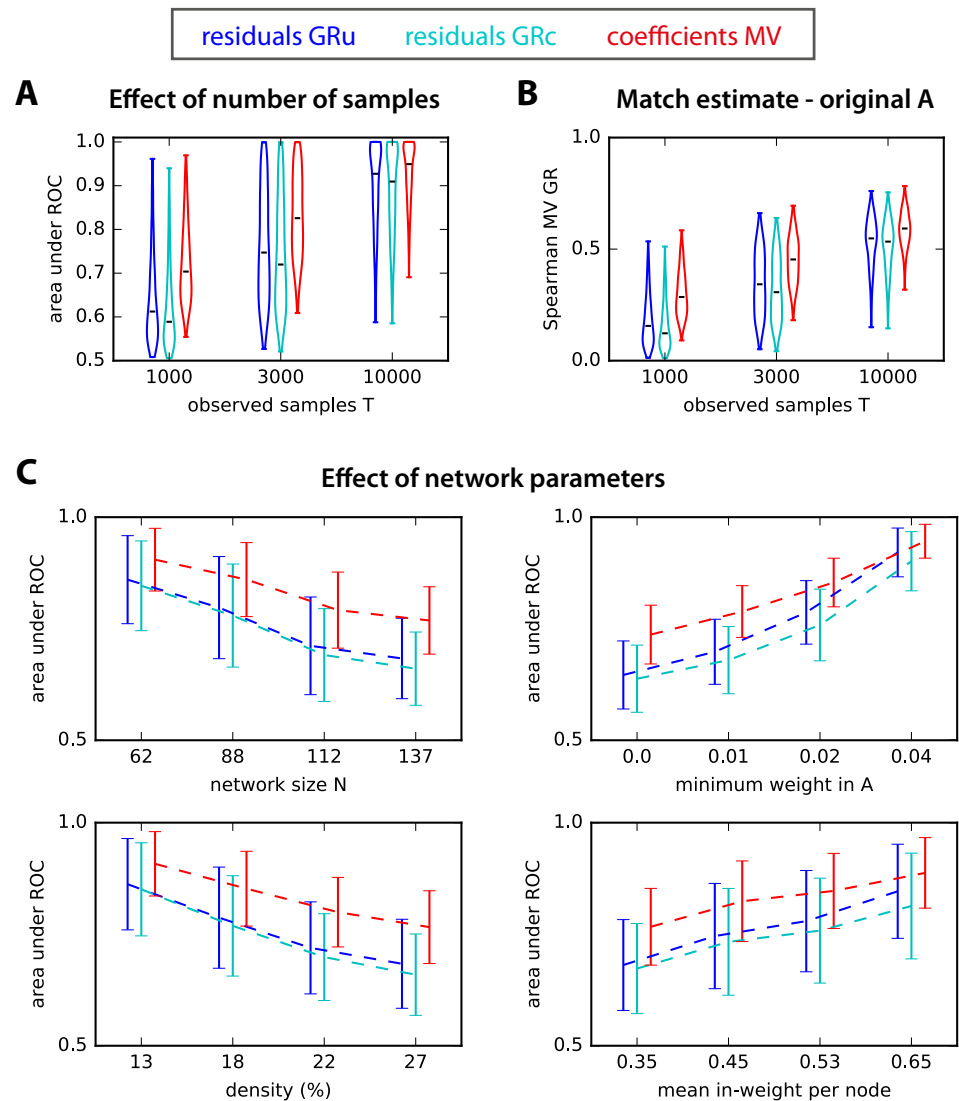 residuals GRu residuals GRc coefficients MV
A Effect of number of samples
1.0
0.9
0.8
0.7
0.6
0.5
area under ROC
1000 3000 10000
observed samples T
B Match estimate - original A
1.0
0.5
0.0
Spearman MV GR
1000 3000 10000
observed samples T
C Effect of network parameters
1.0
0.5
area under ROC
62 88 112 137
network size N
1.0
0.5
area under ROC
0.0 0.01 0.02 0.04
minimum weight in A
1.0
0.5
area under ROC
13 18 22 27
density (%)
1.0
0.5
area under ROC
0.35 0.45 0.53 0.65
mean in-weight per node